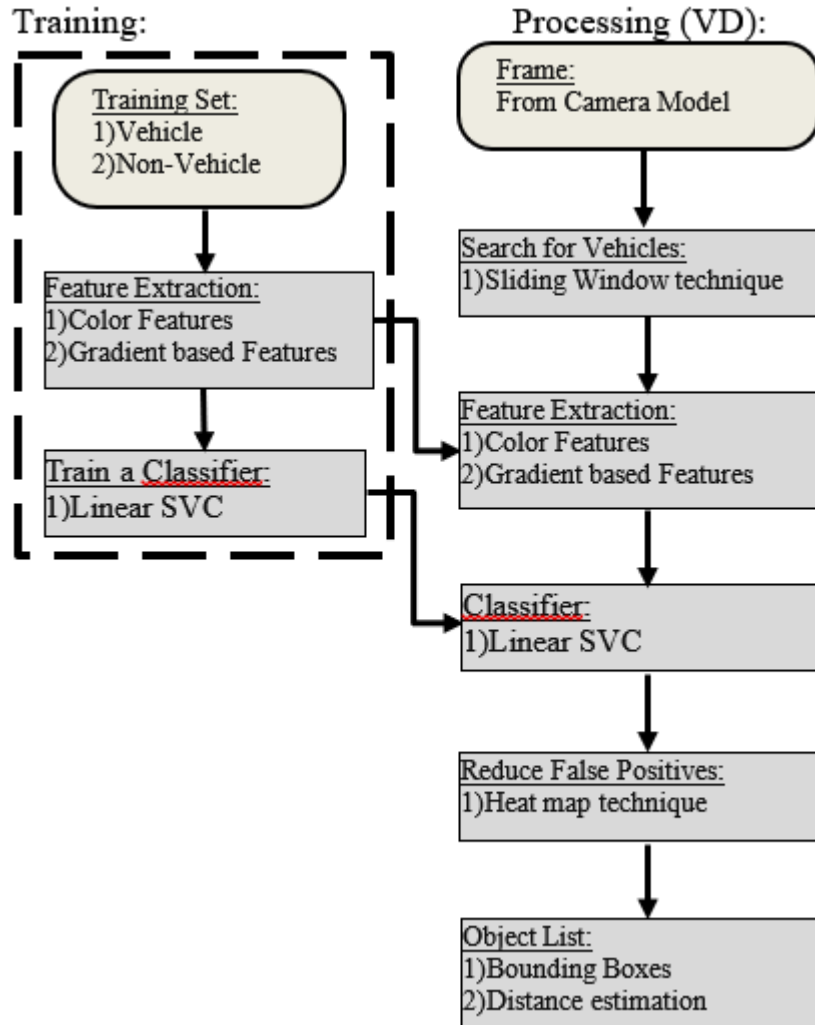 Training:
Training Set:
1)Vehicle
2)Non-Vehicle
Feature Extraction:
1)Color Features
2)Gradient based Features
Train a Classifier:
1)Linear SVC
Processing (VD):
Frame:
From Camera Model
Search for Vehicles:
1)Sliding Window technique
Feature Extraction:
1)Color Features
2)Gradient based Features
Classifier:
1)Linear SVC
Reduce False Positives:
1)Heat map technique
Object List:
1)Bounding Boxes
2)Distance estimation